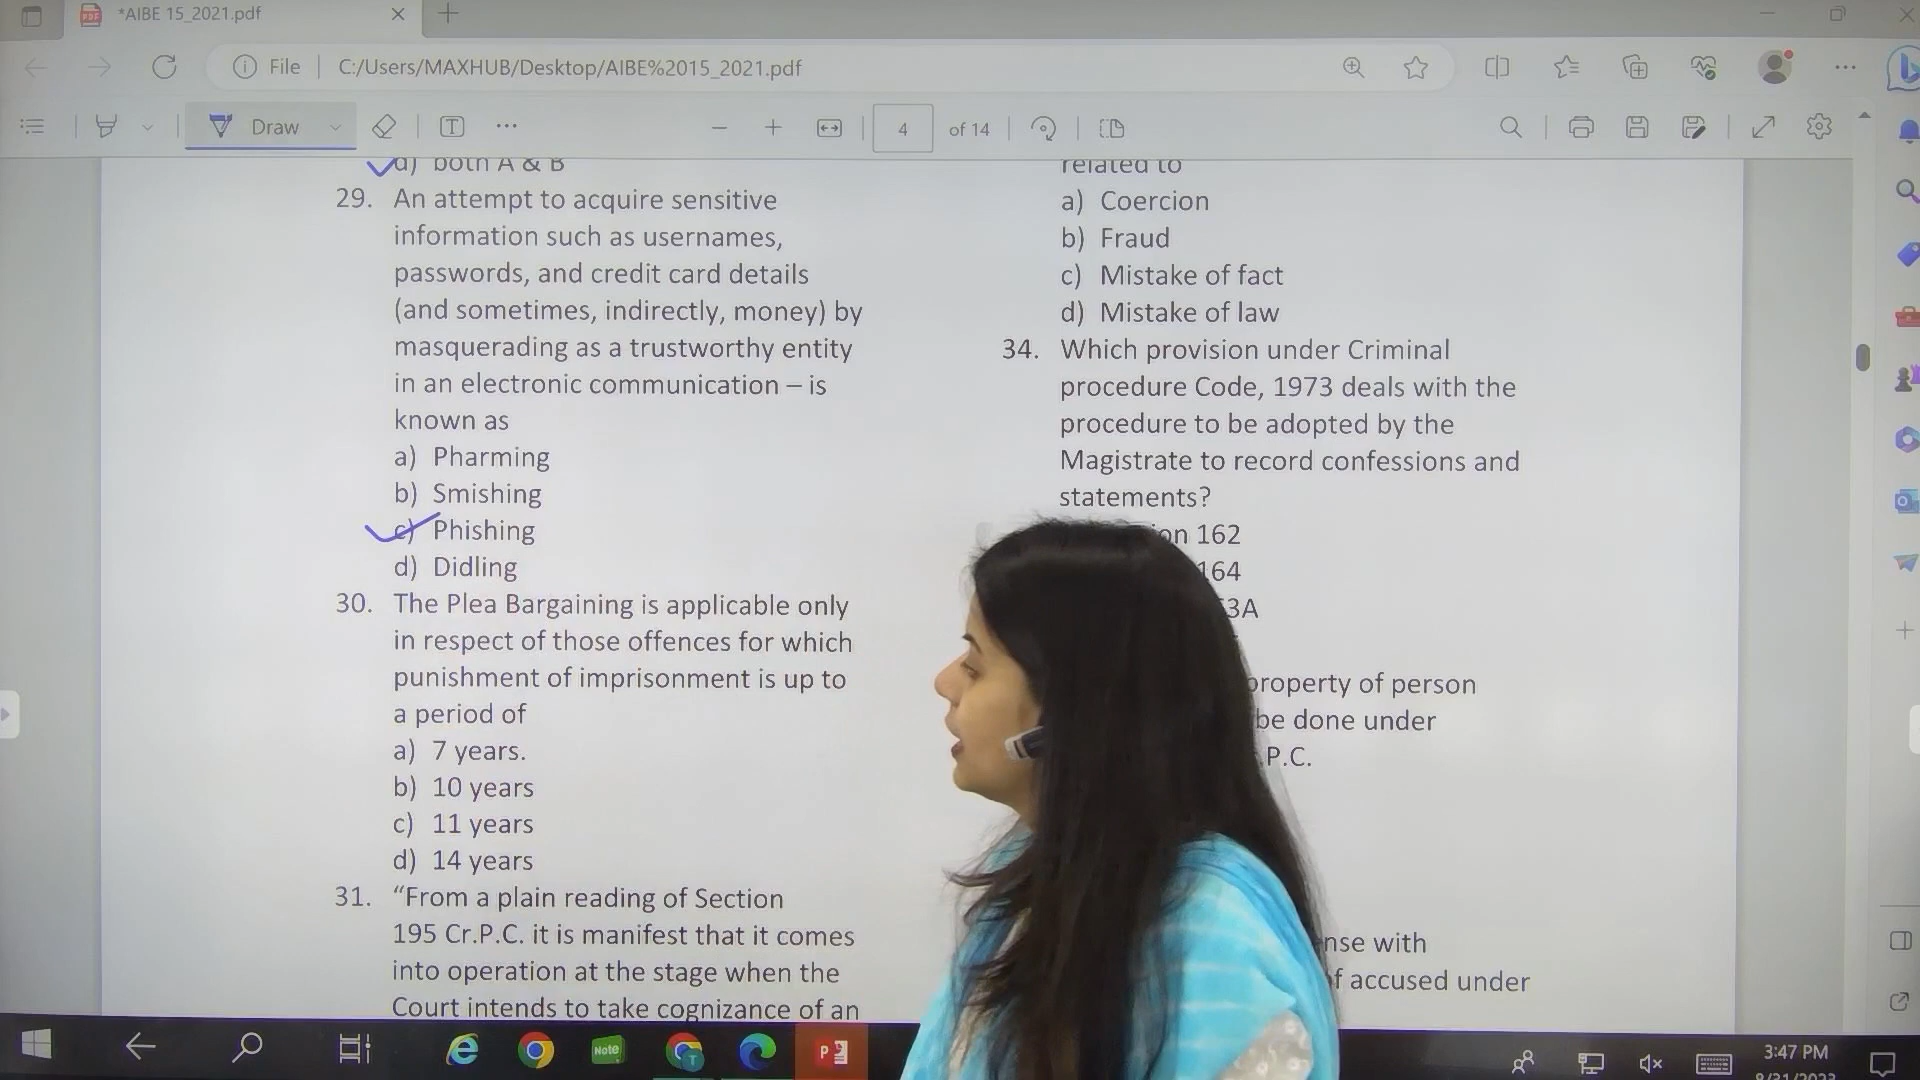 *AIBE 15_2021.pdf
File
C:/Users/MAXHUB/Desktop/AIBE%2015_2021.pdf
Draw
4 of 14
d) both A & B
29. An attempt to acquire sensitive
information such as usernames,
passwords, and credit card details
(and sometimes, indirectly, money) by
masquerading as a trustworthy entity
in an electronic communication – is
known as
a) Pharming
b) Smishing
c) Phishing
d) Didling
30. The Plea Bargaining is applicable only
in respect of those offences for which
punishment of imprisonment is up to
a period of
a) 7 years.
b) 10 years
c) 11 years
d) 14 years
31. “From a plain reading of Section
195 Cr.P.C. it is manifest that it comes
into operation at the stage when the
Court intends to take cognizance of an
related to
a) Coercion
b) Fraud
c) Mistake of fact
d) Mistake of law
34. Which provision under Criminal
procedure Code, 1973 deals with the
procedure to be adopted by the
Magistrate to record confessions and
statements?
162
164
3A
property of person
be done under
.P.C.
with
accused under
Note
3:47 PM